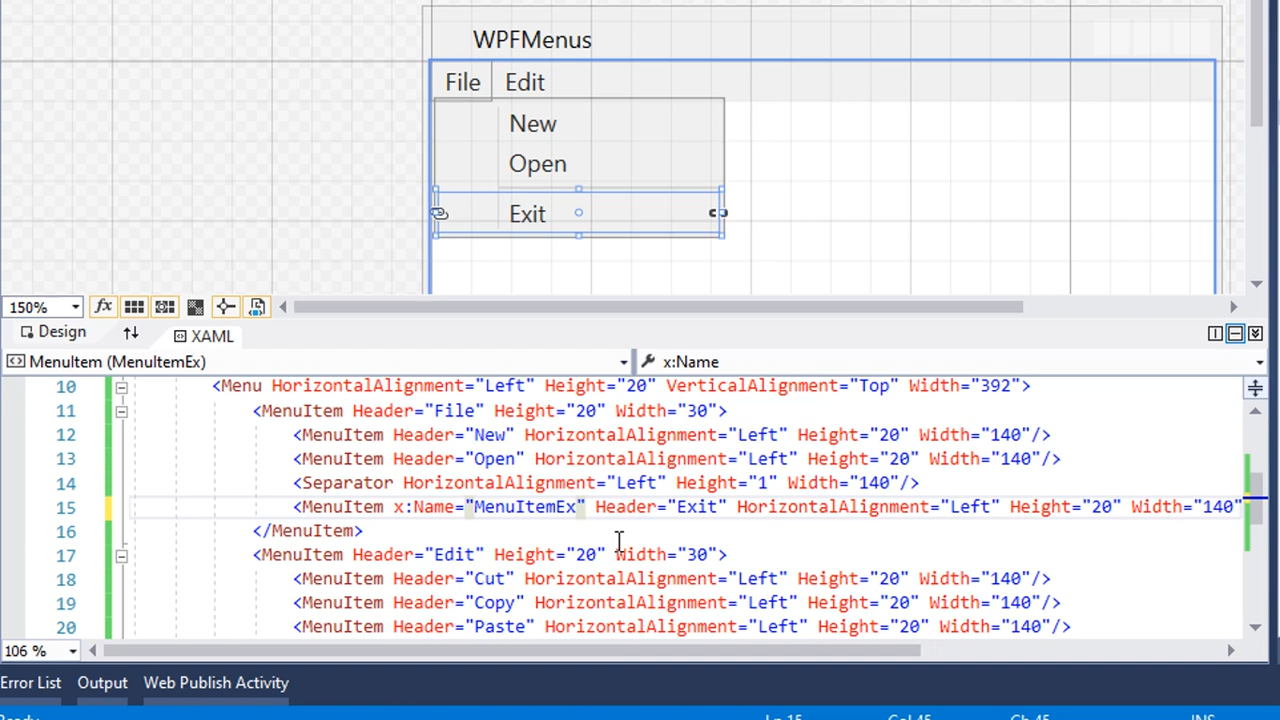 WPFMenus
File Edit
New
Open
Exit
150% fx
Design XAML
MenuItem (MenuItemEx) x:Name
10 <Menu HorizontalAlignment="Left" Height="20" VerticalAlignment="Top" Width="392">
11 <MenuItem Header="File" Height="20" Width="30">
12 <MenuItem Header="New" HorizontalAlignment="Left" Height="20" Width="140"/>
13 <MenuItem Header="Open" HorizontalAlignment="Left" Height="20" Width="140"/>
14 <Separator HorizontalAlignment="Left" Height="1" Width="140"/>
15 <MenuItem x:Name="MenuItemEx" Header="Exit" HorizontalAlignment="Left" Height="20" Width="140"
16 </MenuItem>
17 <MenuItem Header="Edit" Height="20" Width="30">
18 <MenuItem Header="Cut" HorizontalAlignment="Left" Height="20" Width="140"/>
19 <MenuItem Header="Copy" HorizontalAlignment="Left" Height="20" Width="140"/>
20 <MenuItem Header="Paste" HorizontalAlignment="Left" Height="20" Width="140"/>
106 %
Error List Output Web Publish Activity